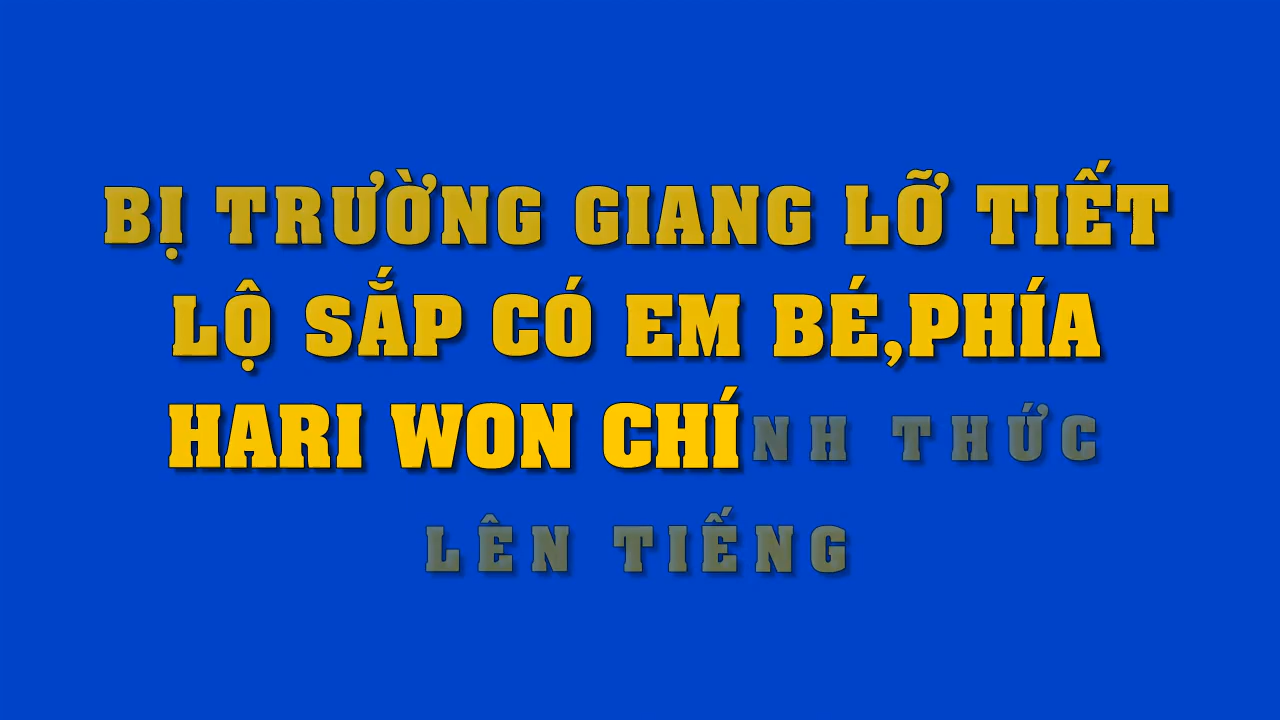 BỊ TRƯỜNG GIANG LỠ TIẾT
LỘ SẮP CÓ EM BÉ,PHÍA
HARI WON CHÍNH THỨC
LÊN TIẾNG